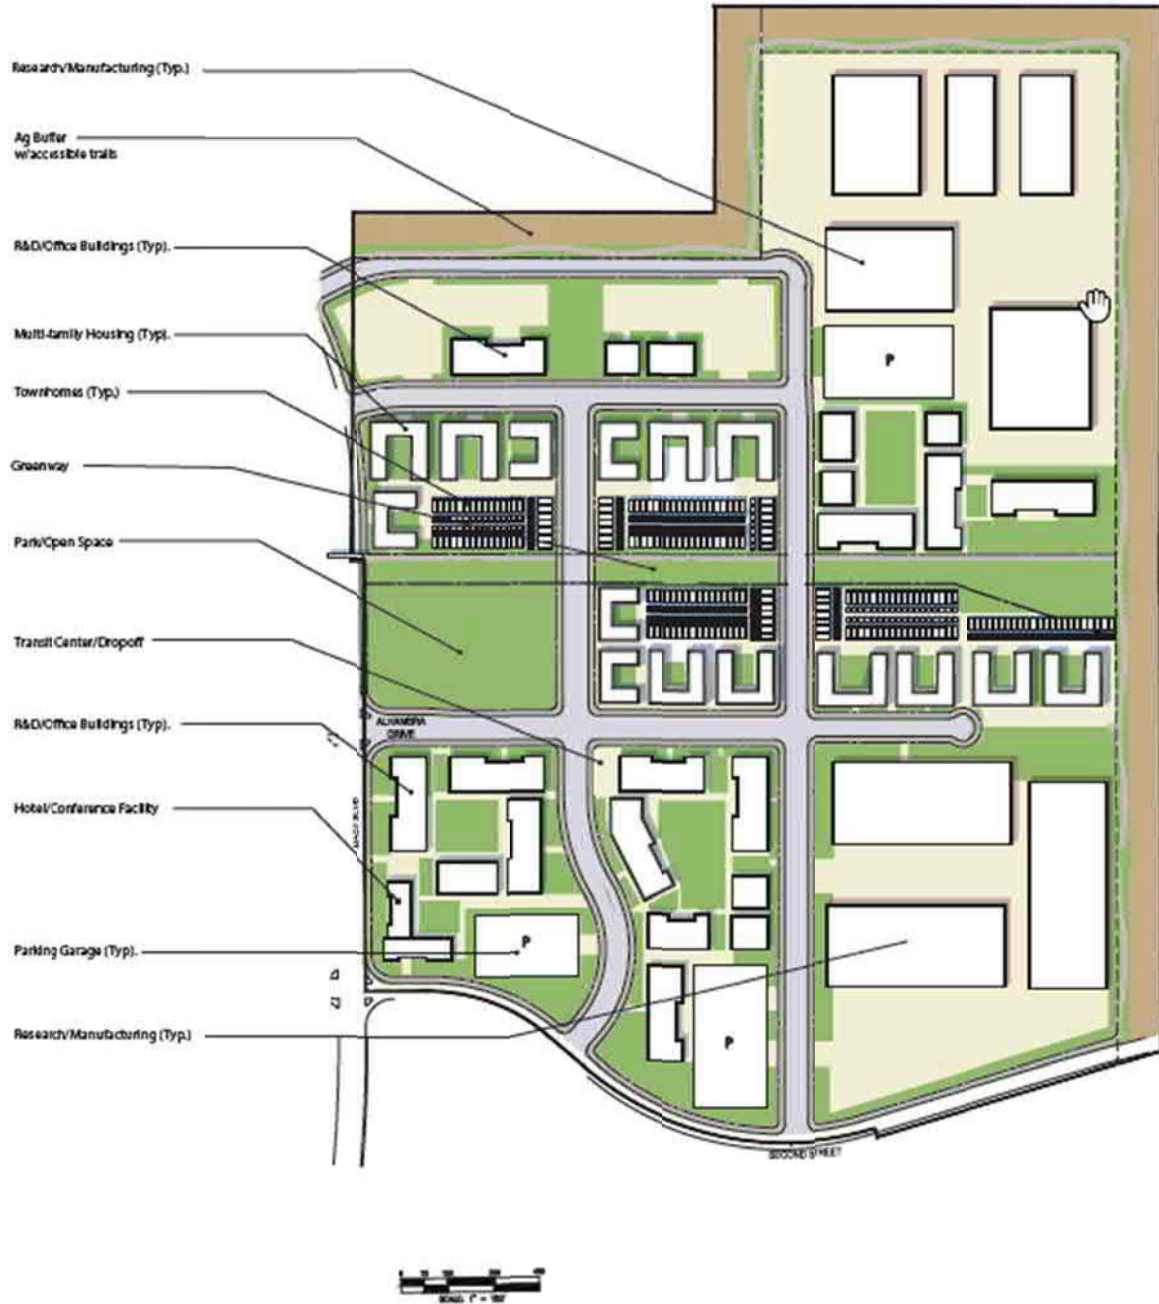 Research/Manufacturing (Typ.)
Ag Buffer
w/accissible trails
R&D/Office Buildings (Typ).
Multi-family Housing (Typ).
Townhomes (Typ.)
Greenway
Park/Open Space
Transit Center/Dropoff
R&D/Office Buildings (Typ).
Hotel/Conference Facility
Parking Garage (Typ).
Research/Manufacturing (Typ.)
P
ALHAMBRA
DRIVE
P
P
SECOND STREET